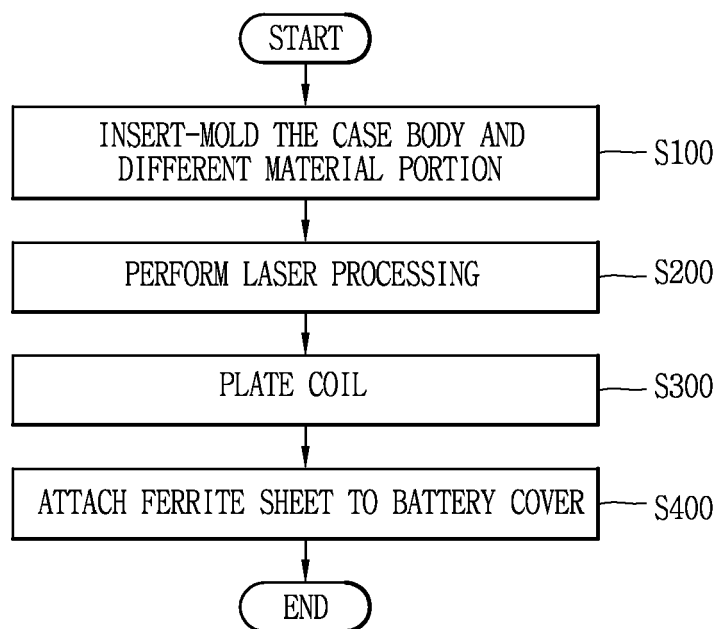 START
INSERT-MOLD THE CASE BODY AND
DIFFERENT MATERIAL PORTION
S100
PERFORM LASER PROCESSING
S200
PLATE COIL
S300
ATTACH FERRITE SHEET TO BATTERY COVER
S400
END